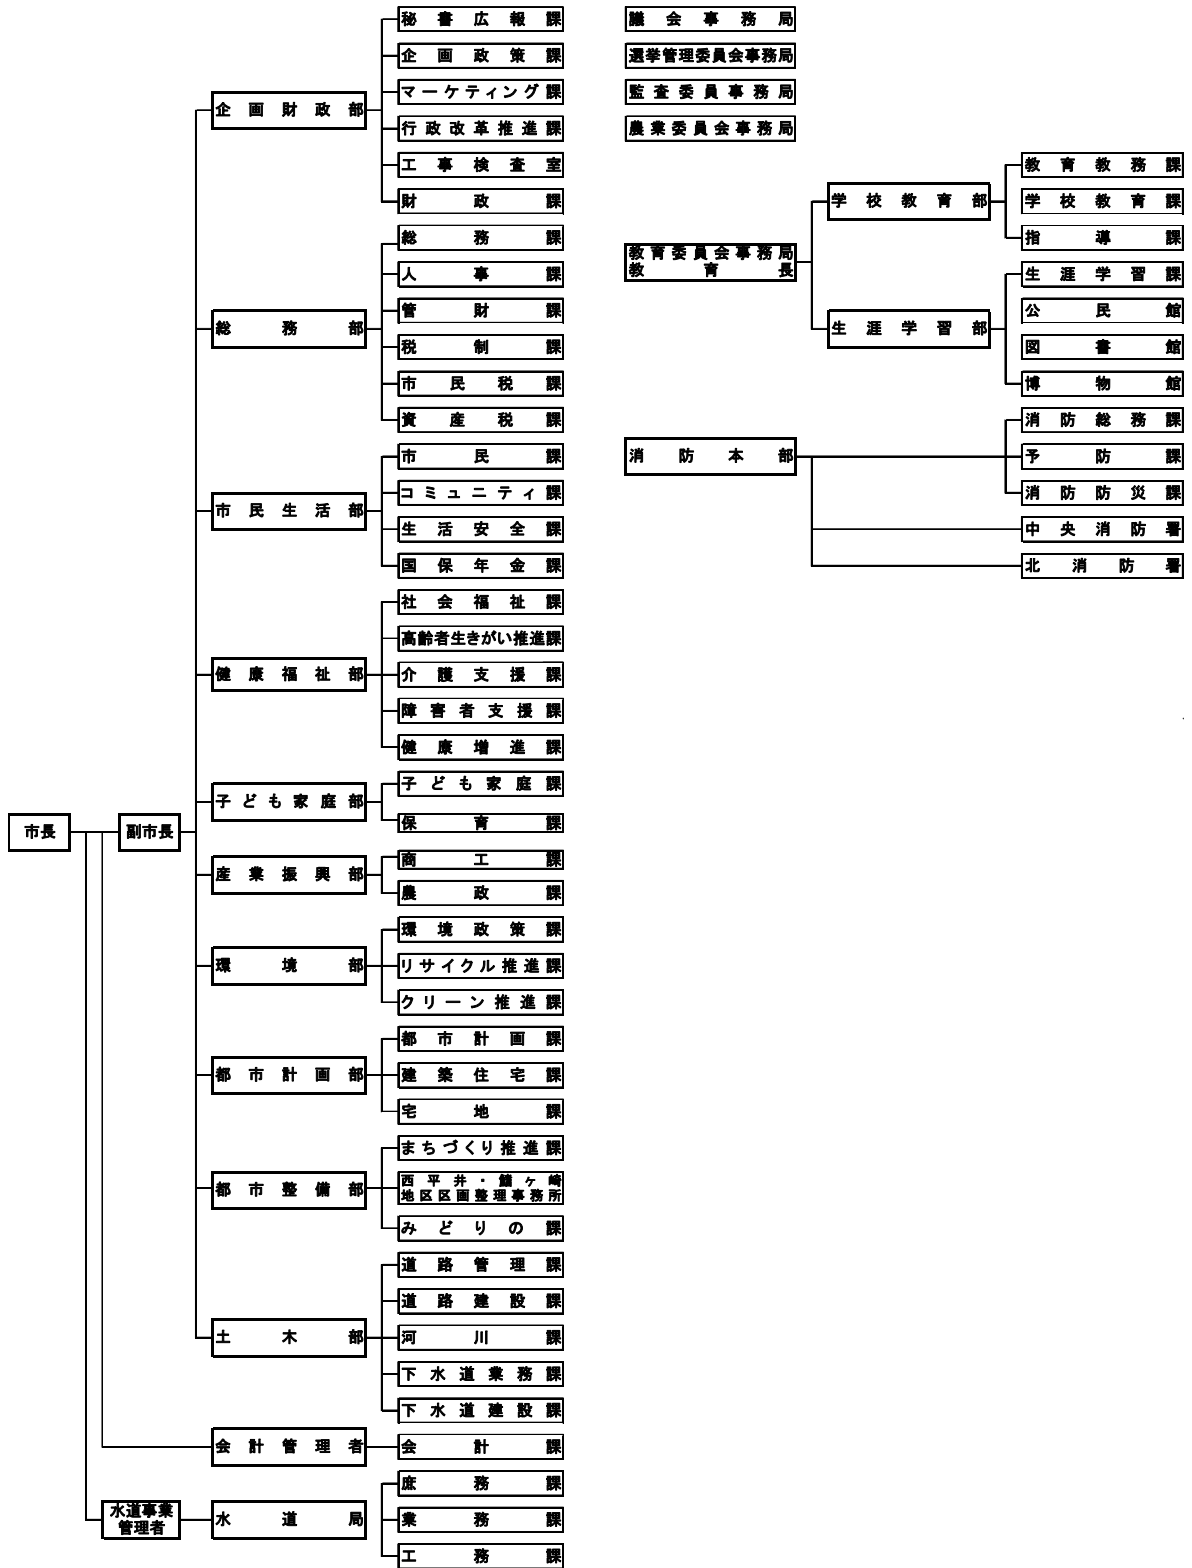 市長
副市長
企画財政部
秘書広報課
企画政策課
マーケティング課
行政改革推進課
工事検査室
財政課
総務部
総務課
人事課
管財課
税制課
市民税課
資産税課
市民生活部
市民課
コミュニティ課
生活安全課
国保年金課
健康福祉部
社会福祉課
高齢者生きがい推進課
介護支援課
障害者支援課
健康増進課
子ども家庭部
子ども家庭課
保育課
産業振興部
商工課
農政課
環境部
環境政策課
リサイクル推進課
クリーン推進課
都市計画部
都市計画課
建築住宅課
宅地課
都市整備部
まちづくり推進課
西平井・鰭ヶ崎
地区区画整理事務所
みどりの課
土木部
道路管理課
道路建設課
河川課
下水道業務課
下水道建設課
会計管理者
会計課
水道事業
管理者
水道局
庶務課
業務課
工務課
議会事務局
選挙管理委員会事務局
監査委員事務局
農業委員会事務局
教育委員会事務局
教育長
学校教育部
教育教務課
学校教育課
指導課
生涯学習部
生涯学習課
公民館
図書館
博物館
消防本部
消防総務課
予防課
消防防災課
中央消防署
北消防署